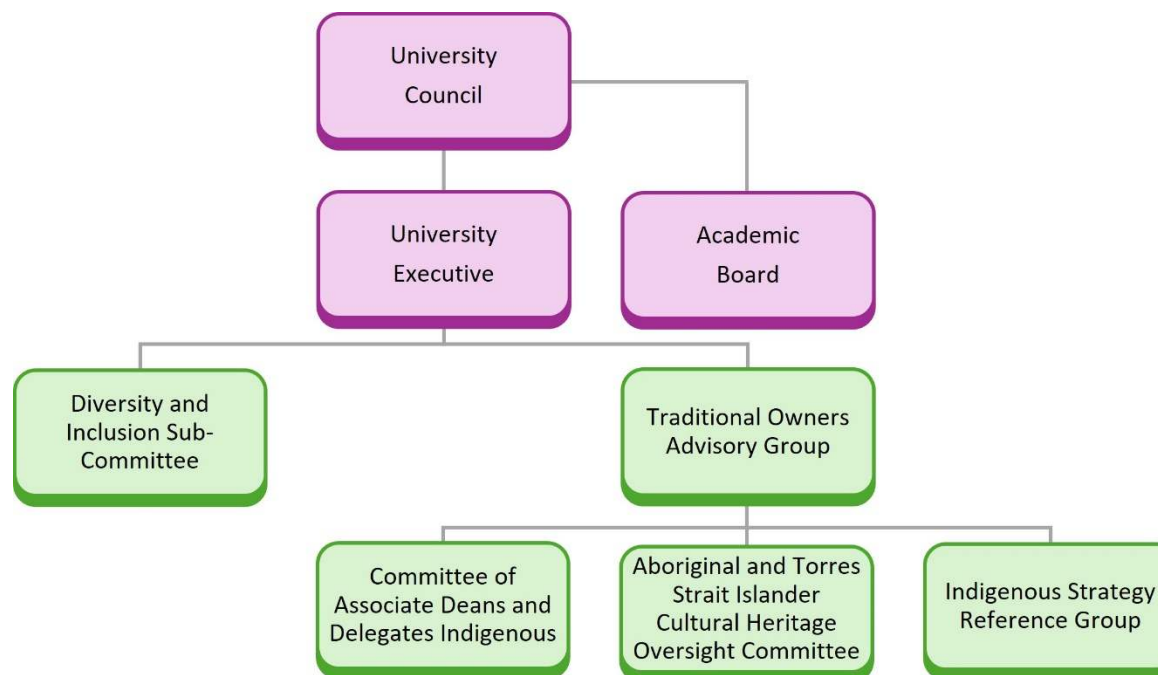 University
Council
University
Executive
Academic
Board
Diversity and
Inclusion Sub-
Committee
Traditional Owners
Advisory Group
Committee of
Associate Deans and
Delegates Indigenous
Aboriginal and Torres
Strait Islander
Cultural Heritage
Oversight Committee
Indigenous Strategy
Reference Group